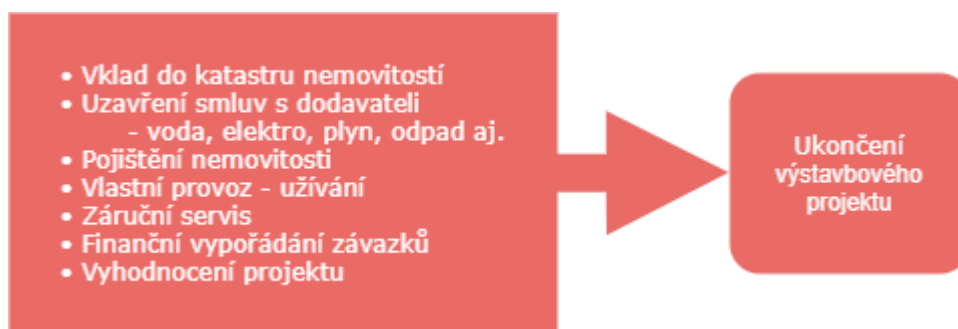 • Vklad do katastru nemovitostí
• Uzavření smluv s dodavateli
- voda, elektro, plyn, odpad aj.
• Pojištění nemovitosti
• Vlastní provoz - užívání
• Záruční servis
• Finanční vypořádání závazků
• Vyhodnocení projektu
Ukončení
výstavbového
projektu